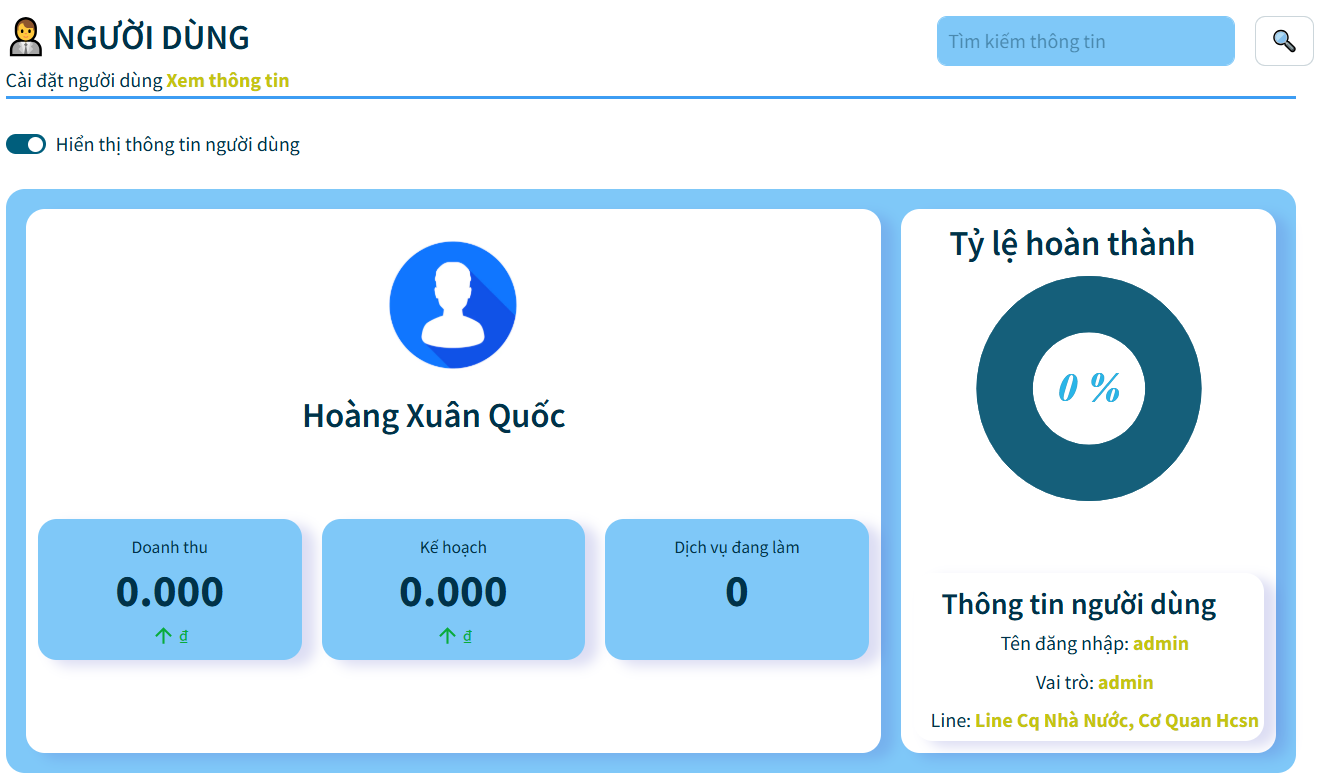 NGƯỜI DÙNG
Tìm kiếm thông tin
Cài đặt người dùng Xem thông tin
Hiển thị thông tin người dùng
Hoàng Xuân Quốc
Doanh thu
0.000
↑ ₫
Kế hoạch
0.000
↑ ₫
Dịch vụ đang làm
0
Tỷ lệ hoàn thành
0 %
Thông tin người dùng
Tên đăng nhập: admin
Vai trò: admin
Line: Line Cq Nhà Nước, Cơ Quan Hcsn